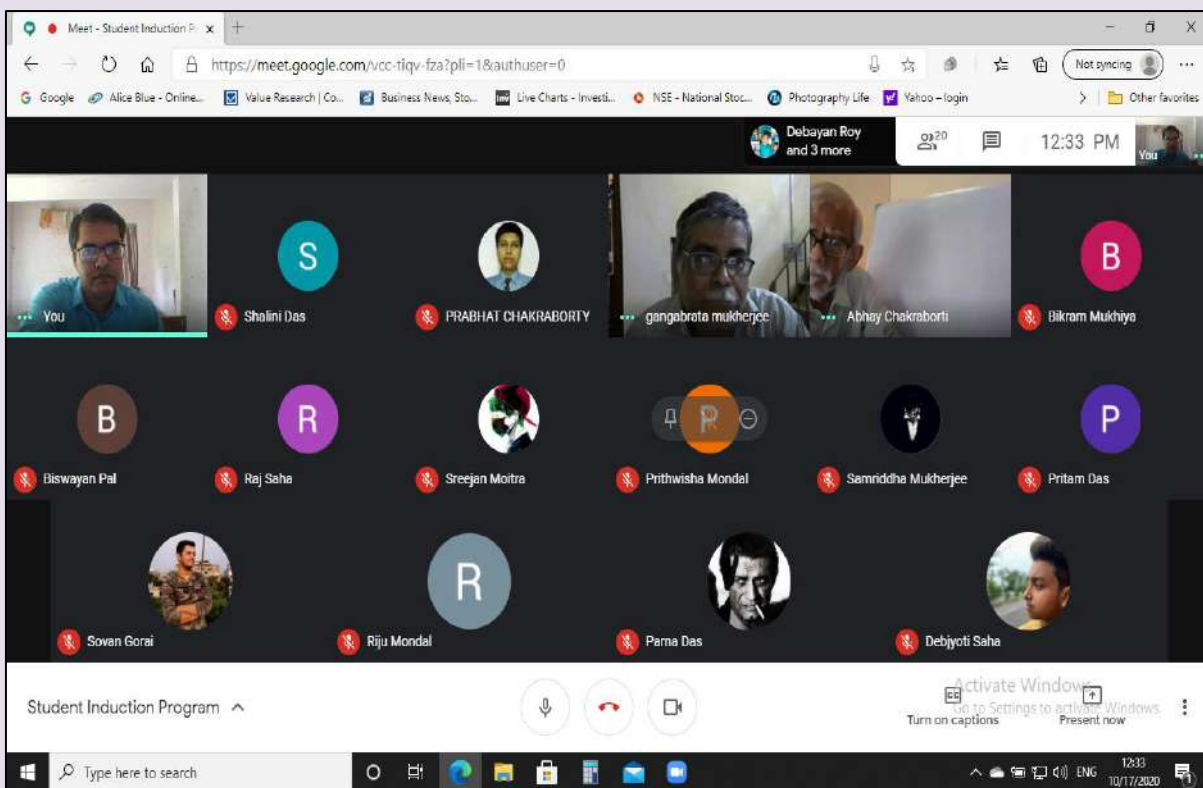 Meet - Student Induction P
https://meet.google.com/vcc-tiqv-fza?pli=1&authuser=0
Not syncing
Google
Alice Blue - Online...
Value Research | Co...
Business News, Sto...
Live Charts - Investi...
NSE - National Stoc...
Photography Life
Yahoo – login
Other favorites
Debayan Roy
and 3 more
20
12:33 PM
You
You
S
Shalini Das
PRABHAT CHAKRABORTY
gangabrata mukherjee
Abhay Chakraborti
B
Bikram Mukhiya
B
Biswayan Pal
R
Raj Saha
Sreejan Moitra
P
Prithwisha Mondal
Samriddha Mukherjee
P
Pritam Das
Sovan Gorai
R
Riju Mondal
Parna Das
Debjyoti Saha
Student Induction Program
Turn on captions
Present now
Activate Windows
Go to Settings to activate Windows.
Type here to search
ENG
12:33
10/17/2020
1